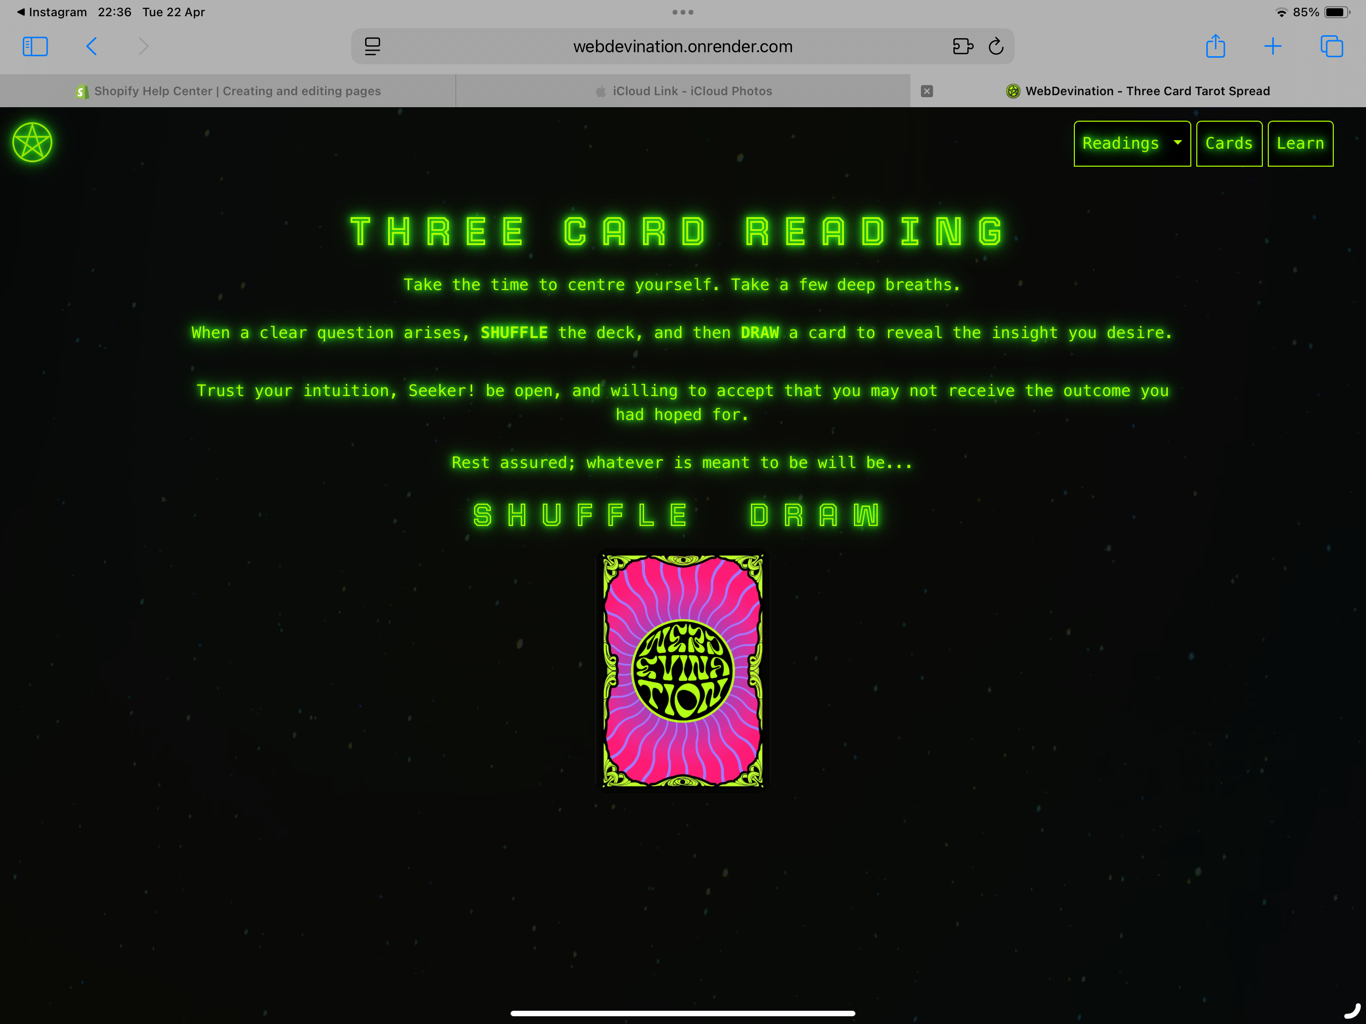 Instagram 22:36 Tue 22 Apr
85%
webdevination.onrender.com
Shopify Help Center | Creating and editing pages
iCloud Link - iCloud Photos
WebDevination - Three Card Tarot Spread
Readings Cards Learn
THREE CARD READING
Take the time to centre yourself. Take a few deep breaths.
When a clear question arises, SHUFFLE the deck, and then DRAW a card to reveal the insight you desire.
Trust your intuition, Seeker! be open, and willing to accept that you may not receive the outcome you
had hoped for.
Rest assured; whatever is meant to be will be...
SHUFFLE DRAW
WEBD
EVINA
TION